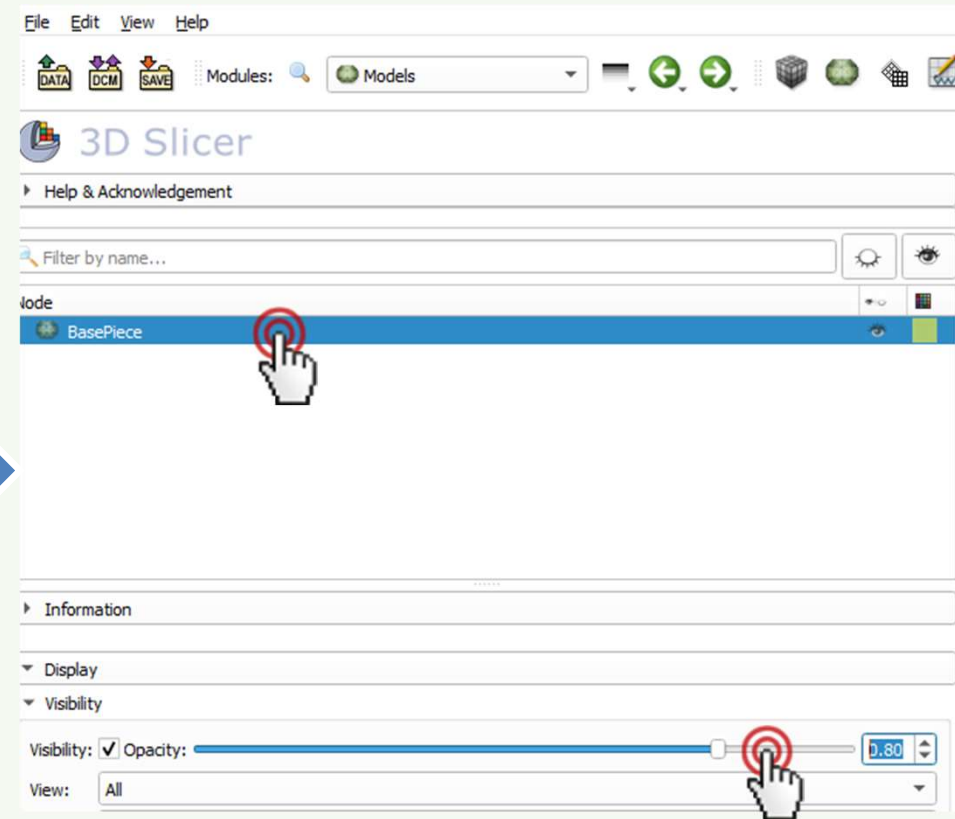 File Edit View Help
DATA DCM SAVE Modules: Models
3D Slicer
Help & Acknowledgement
Filter by name...
Node
BasePiece
Information
Display
Visibility
Visibility: Opacity: 0.80
View: All